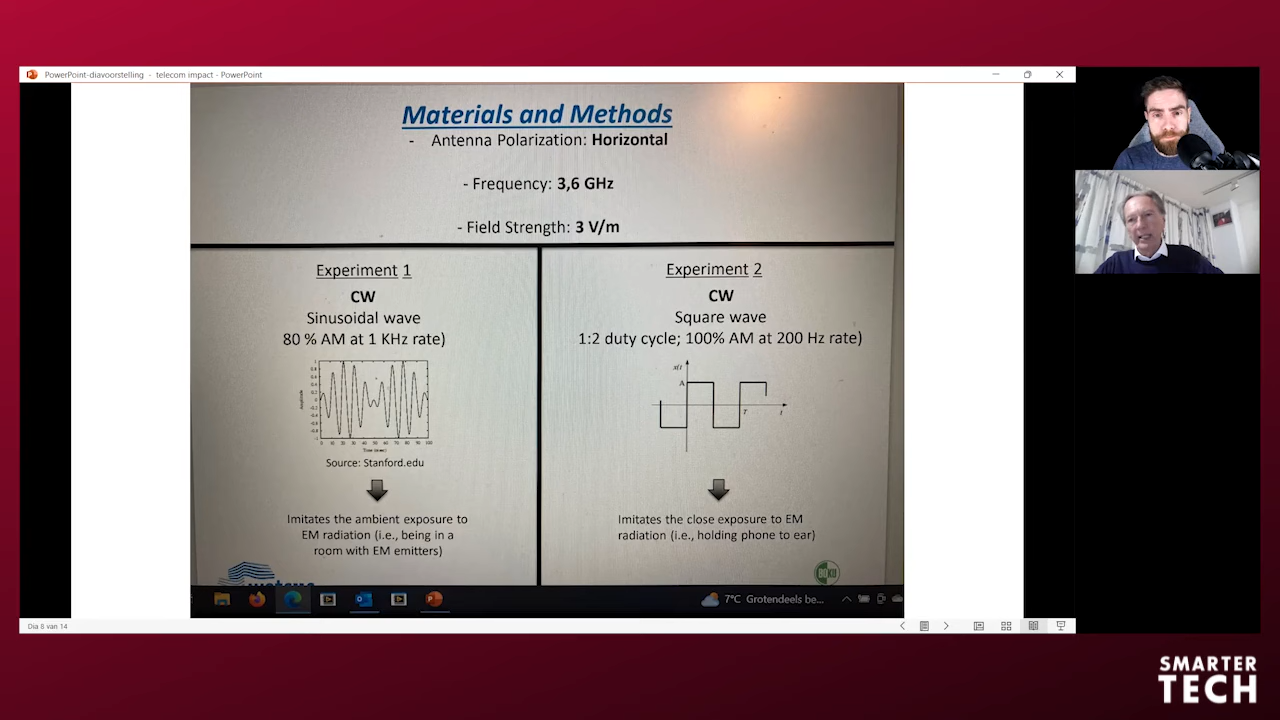 PowerPoint-diavoorstelling - telecom impact - PowerPoint
Materials and Methods
- Antenna Polarization: Horizontal
- Frequency: 3,6 GHz
- Field Strength: 3 V/m
Experiment 1
CW
Sinusoidal wave
80 % AM at 1 KHz rate)
Source: Stanford.edu
Imitates the ambient exposure to
EM radiation (i.e., being in a
room with EM emitters)
Experiment 2
CW
Square wave
1:2 duty cycle; 100% AM at 200 Hz rate)
x(t
A
T
t
Imitates the close exposure to EM
radiation (i.e., holding phone to ear)
BOKU
7°C Grotendeels be...
Dia 8 van 14
SMARTER
TECH